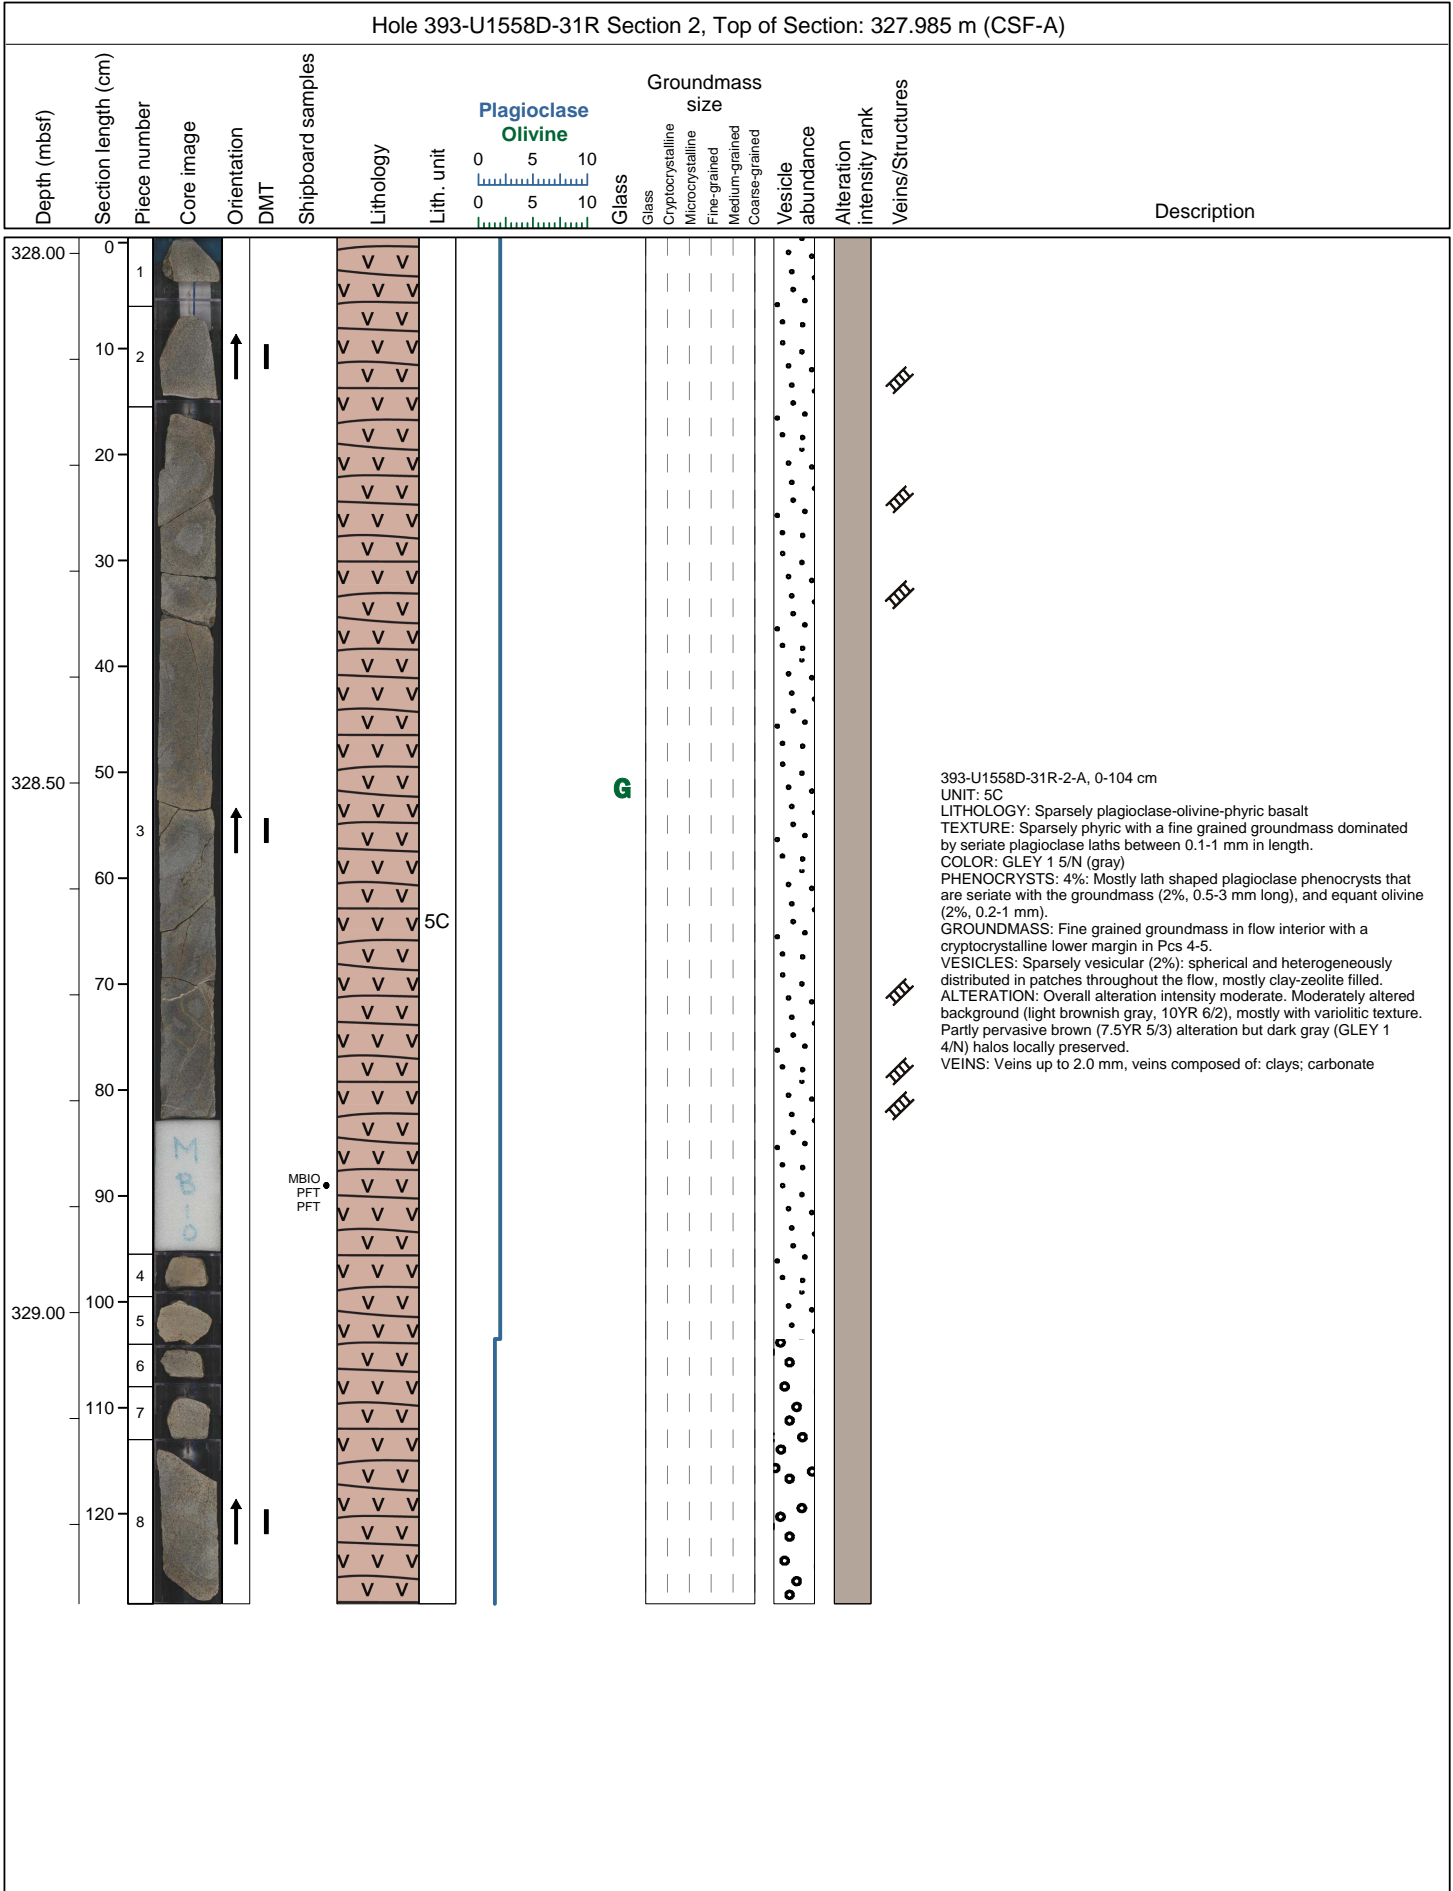 Hole 393-U1558D-31R Section 2, Top of Section: 327.985 m (CSF-A)
Depth (mbsf)
Section length (cm)
Piece number
Core image
Orientation
DMT
Shipboard samples
Lithology
Lith. unit
Plagioclase
Olivine
0 5 10
0 5 10
Glass
Groundmass
size
Glass
Cryptocrystalline
Microcrystalline
Fine-grained
Medium-grained
Coarse-grained
Vesicle
abundance
Alteration
intensity rank
Veins/Structures
Description
328.00
328.50
329.00
0
10
20
30
40
50
60
70
80
90
100
110
120
1
2
3
4
5
6
7
8
M
B
I
O
MBIO
PFT
PFT
5C
G
393-U1558D-31R-2-A, 0-104 cm
UNIT: 5C
LITHOLOGY: Sparsely plagioclase-olivine-phyric basalt
TEXTURE: Sparsely phyric with a fine grained groundmass dominated
by seriate plagioclase laths between 0.1-1 mm in length.
COLOR: GLEY 1 5/N (gray)
PHENOCRYSTS: 4%: Mostly lath shaped plagioclase phenocrysts that
are seriate with the groundmass (2%, 0.5-3 mm long), and equant olivine
(2%, 0.2-1 mm).
GROUNDMASS: Fine grained groundmass in flow interior with a
cryptocrystalline lower margin in Pcs 4-5.
VESICLES: Sparsely vesicular (2%): spherical and heterogeneously
distributed in patches throughout the flow, mostly clay-zeolite filled.
ALTERATION: Overall alteration intensity moderate. Moderately altered
background (light brownish gray, 10YR 6/2), mostly with variolitic texture.
Partly pervasive brown (7.5YR 5/3) alteration but dark gray (GLEY 1
4/N) halos locally preserved.
VEINS: Veins up to 2.0 mm, veins composed of: clays; carbonate